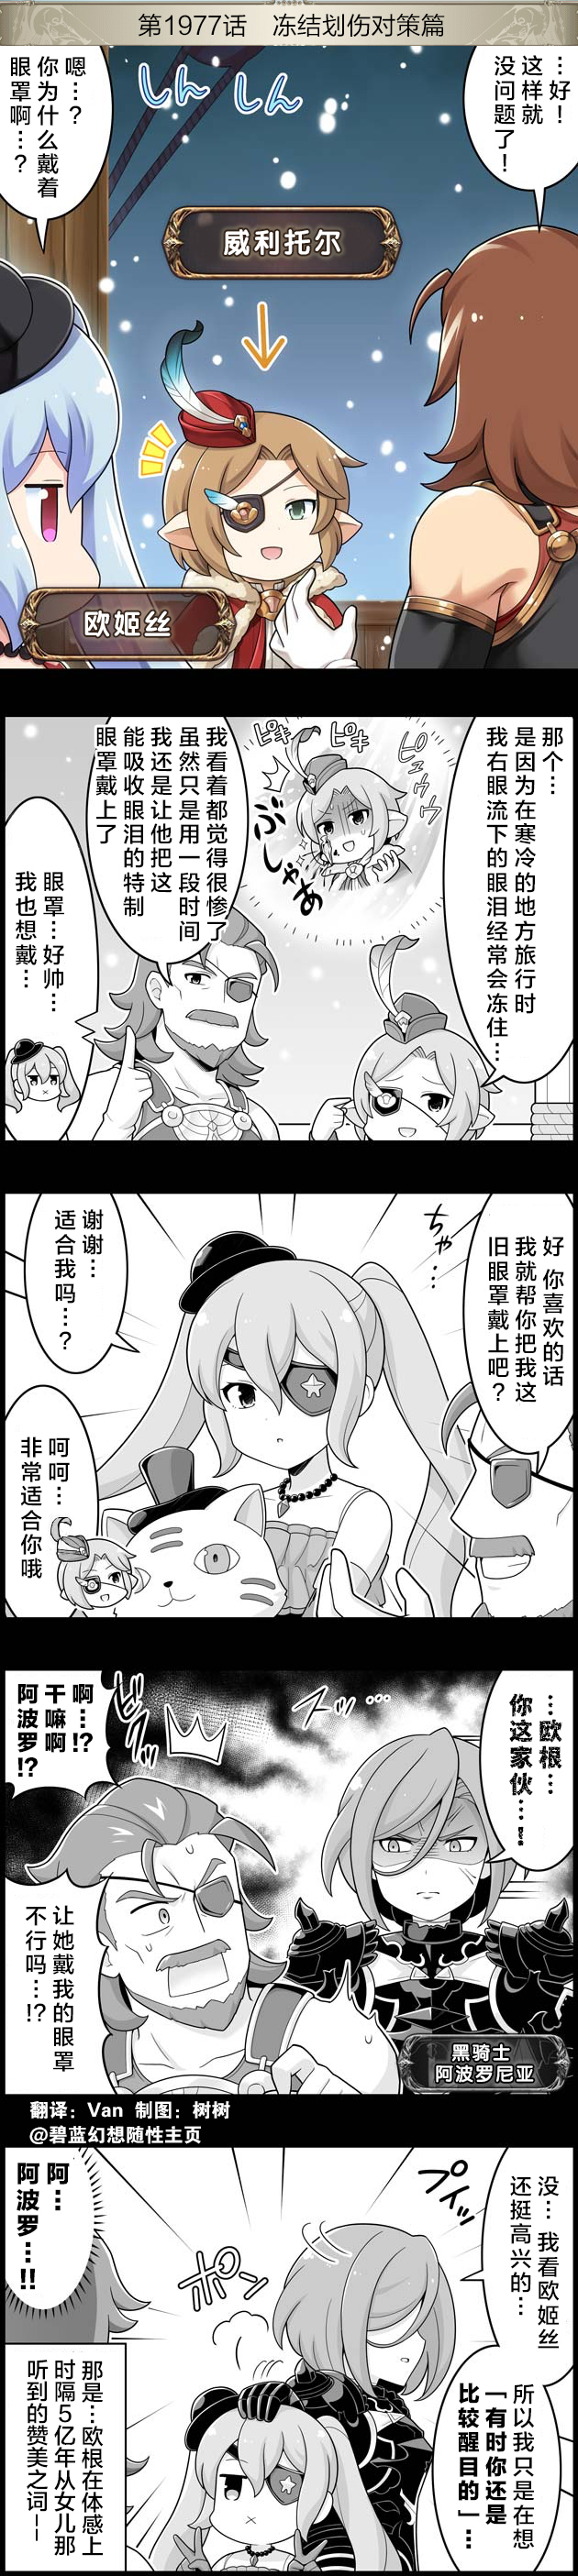 第1977话　冻结划伤对策篇
…好！
这样就
没问题了！
しん しん
嗯…？
你为什么戴着
眼罩啊…？
威利托尔
欧姬丝
那个…
是因为在寒冷的地方旅行时
我右眼流下的眼泪经常会冻住…
ピュウウ
ピキ
ピキ
ぶしゃあ
我看着都觉得很惨了
虽然只是用一段时间
我还是让他把这
能吸收眼泪的特制
眼罩戴上了
眼罩…好帅…
我也想戴…
好 你喜欢的话
我就帮你把我这
旧眼罩戴上吧？
ちゃ…
谢谢…
适合我吗…？
呵呵…
非常适合你哦
…欧根…
你这家伙……
ズッ…
ビクッ
啊…!?
干嘛啊
阿波罗!?
让她戴我的眼罩
不行吗…!?
黑骑士
阿波罗尼亚
翻译：Van 制图：树树
@碧蓝幻想随性主页
没… 我看欧姬丝
还挺高兴的…
プイッ
ポン
所以我只是在想
「有时你还是
比较醒目的」…
阿…
阿波罗…!!
那是…欧根在体感上
时隔5亿年从女儿那
听到的赞美之词——